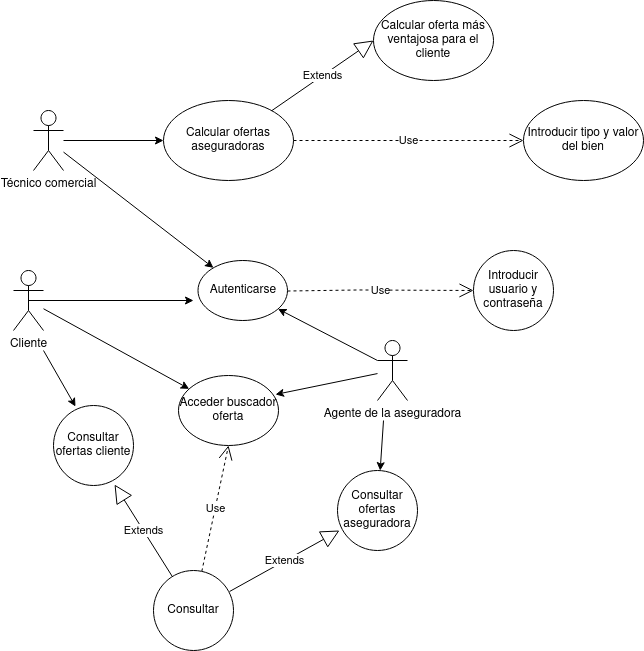 Calcular oferta más
ventajosa para el
cliente
Extends
Calcular ofertas
aseguradoras
Use
Introducir tipo y valor
del bien
Técnico comercial
Autenticarse
Use
Introducir
usuario y
contraseña
Cliente
Acceder buscador
oferta
Agente de la aseguradora
Consultar
ofertas cliente
Consultar
ofertas
aseguradora
Use
Extends
Extends
Consultar